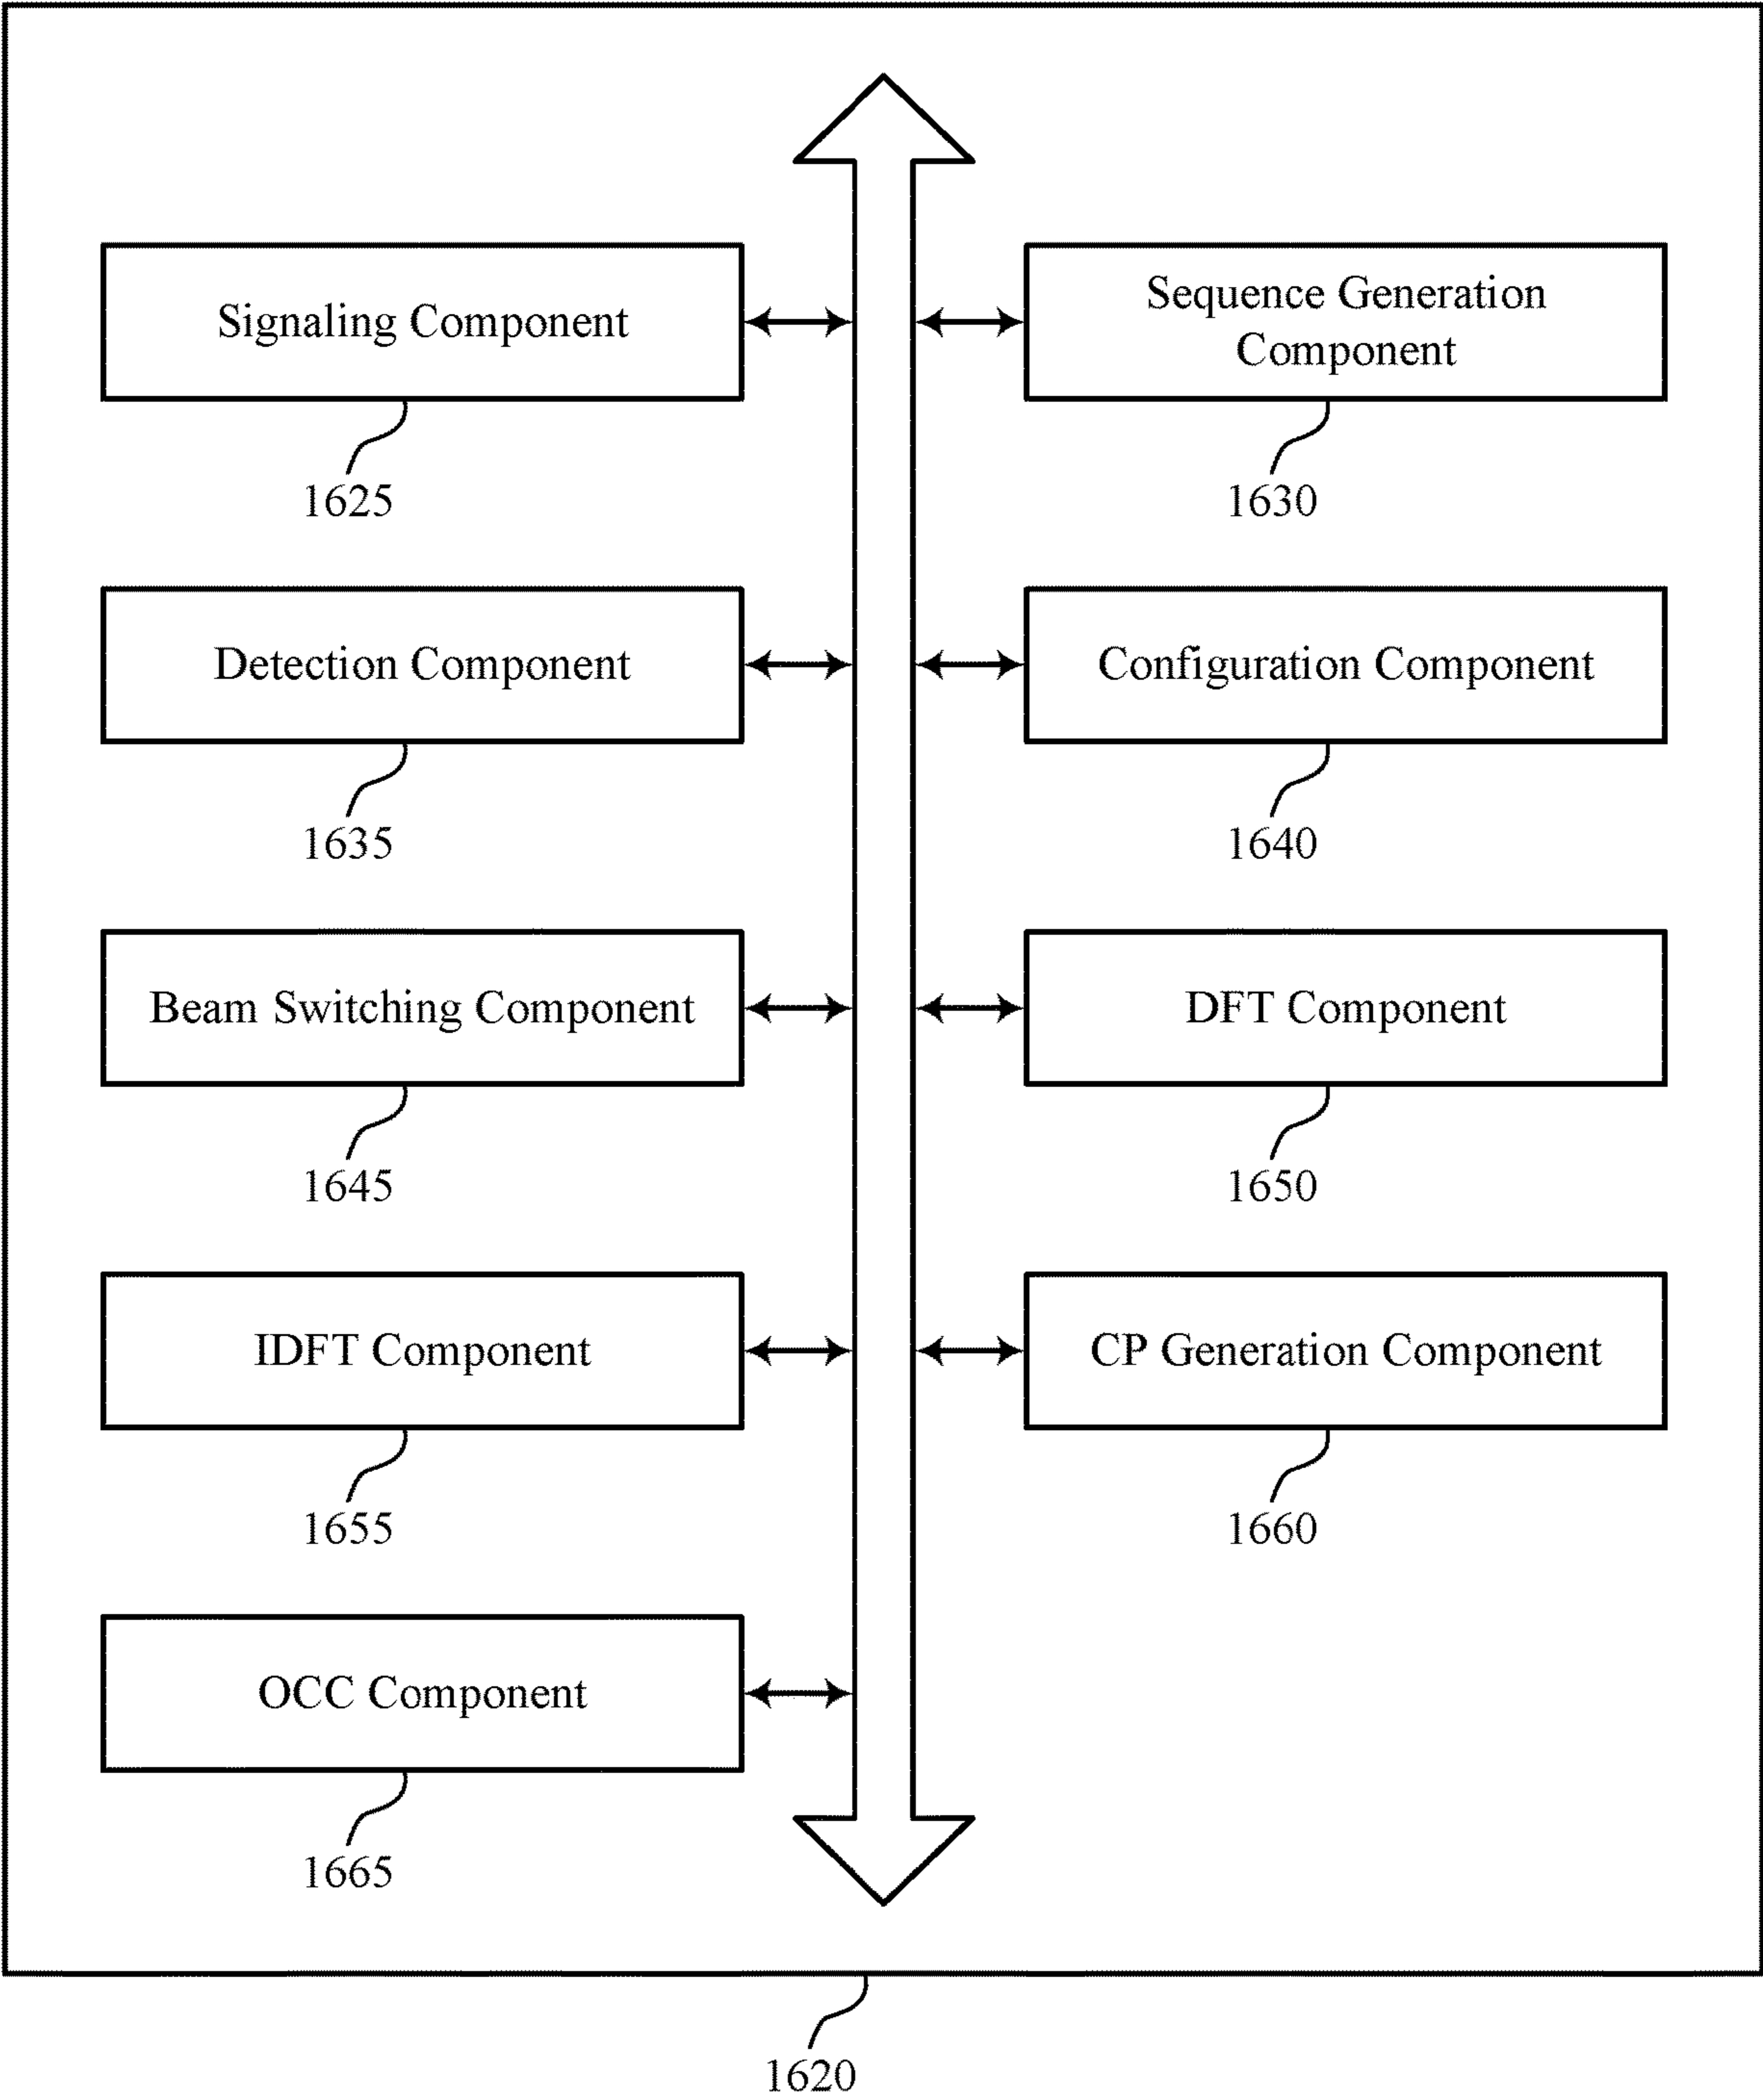 Signaling Component
Sequence Generation
Component
1625
1630
Detection Component
Configuration Component
1635
1640
Beam Switching Component
DFT Component
1645
1650
IDFT Component
CP Generation Component
1655
1660
OCC Component
1665
1620